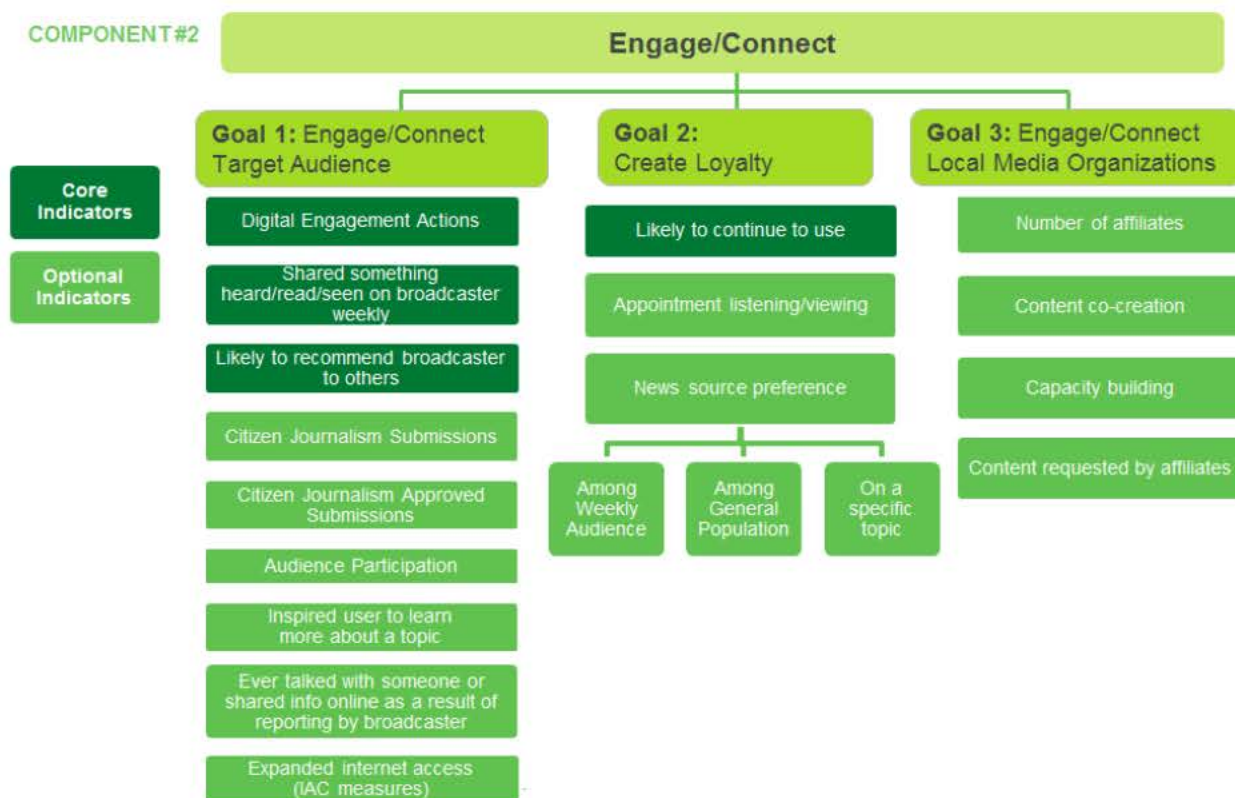 COMPONENT#2
Engage/Connect
Goal 1: Engage/Connect
Target Audience
Goal 2:
Create Loyalty
Goal 3: Engage/Connect
Local Media Organizations
Core
Indicators
Optional
Indicators
Digital Engagement Actions
Shared something
heard/read/seen on broadcaster
weekly
Likely to recommend broadcaster
to others
Citizen Journalism Submissions
Citizen Journalism Approved
Submissions
Audience Participation
Inspired user to learn
more about a topic
Ever talked with someone or
shared info online as a result of
reporting by broadcaster
Expanded internet access
(IAC measures)
Likely to continue to use
Appointment listening/viewing
News source preference
Among
Weekly
Audience
Among
General
Population
On a
specific
topic
Number of affiliates
Content co-creation
Capacity building
Content requested by affiliates